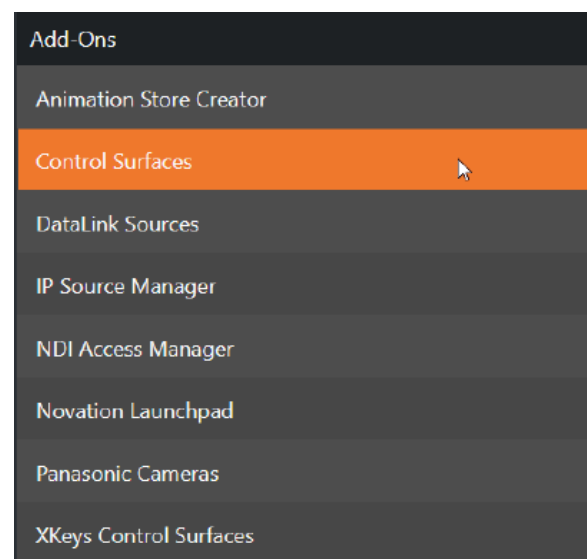 Add-Ons
Animation Store Creator
Control Surfaces
DataLink Sources
IP Source Manager
NDI Access Manager
Novation Launchpad
Panasonic Cameras
XKeys Control Surfaces